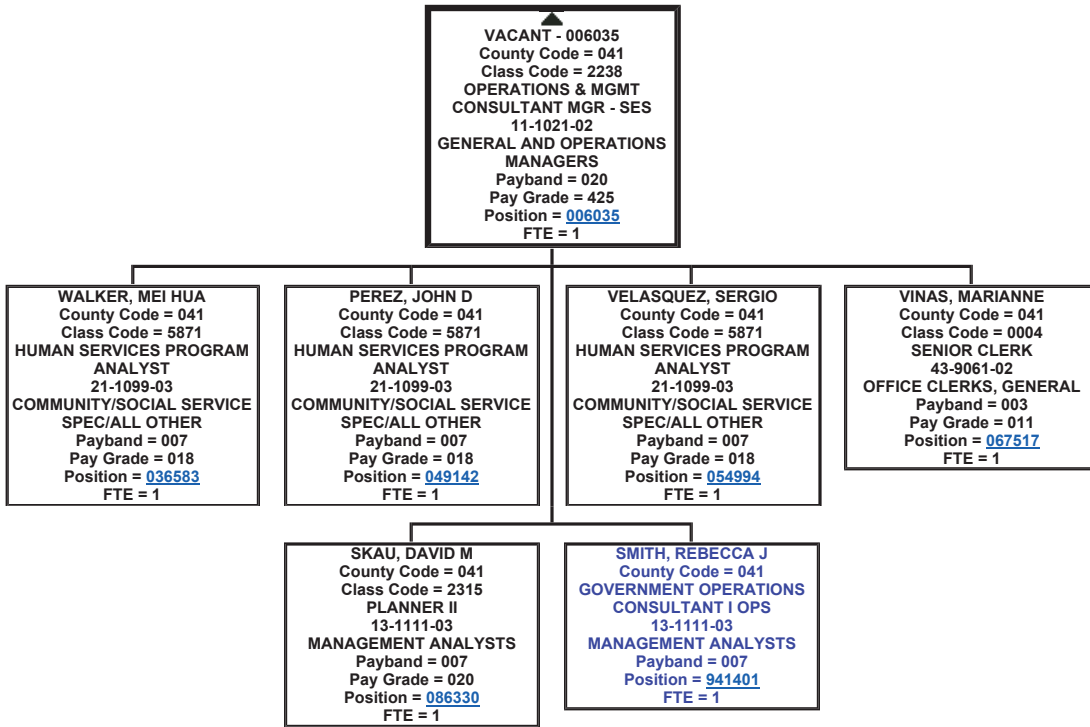 VACANT - 006035
County Code = 041
Class Code = 2238
OPERATIONS & MGMT
CONSULTANT MGR - SES
11-1021-02
GENERAL AND OPERATIONS
MANAGERS
Payband = 020
Pay Grade = 425
Position = 006035
FTE = 1
WALKER, MEI HUA
County Code = 041
Class Code = 5871
HUMAN SERVICES PROGRAM
ANALYST
21-1099-03
COMMUNITY/SOCIAL SERVICE
SPEC/ALL OTHER
Payband = 007
Pay Grade = 018
Position = 036583
FTE = 1
PEREZ, JOHN D
County Code = 041
Class Code = 5871
HUMAN SERVICES PROGRAM
ANALYST
21-1099-03
COMMUNITY/SOCIAL SERVICE
SPEC/ALL OTHER
Payband = 007
Pay Grade = 018
Position = 049142
FTE = 1
VELASQUEZ, SERGIO
County Code = 041
Class Code = 5871
HUMAN SERVICES PROGRAM
ANALYST
21-1099-03
COMMUNITY/SOCIAL SERVICE
SPEC/ALL OTHER
Payband = 007
Pay Grade = 018
Position = 054994
FTE = 1
VINAS, MARIANNE
County Code = 041
Class Code = 0004
SENIOR CLERK
43-9061-02
OFFICE CLERKS, GENERAL
Payband = 003
Pay Grade = 011
Position = 067517
FTE = 1
SKAU, DAVID M
County Code = 041
Class Code = 2315
PLANNER II
13-1111-03
MANAGEMENT ANALYSTS
Payband = 007
Pay Grade = 020
Position = 086330
FTE = 1
SMITH, REBECCA J
County Code = 041
GOVERNMENT OPERATIONS
CONSULTANT I OPS
13-1111-03
MANAGEMENT ANALYSTS
Payband = 007
Position = 941401
FTE = 1